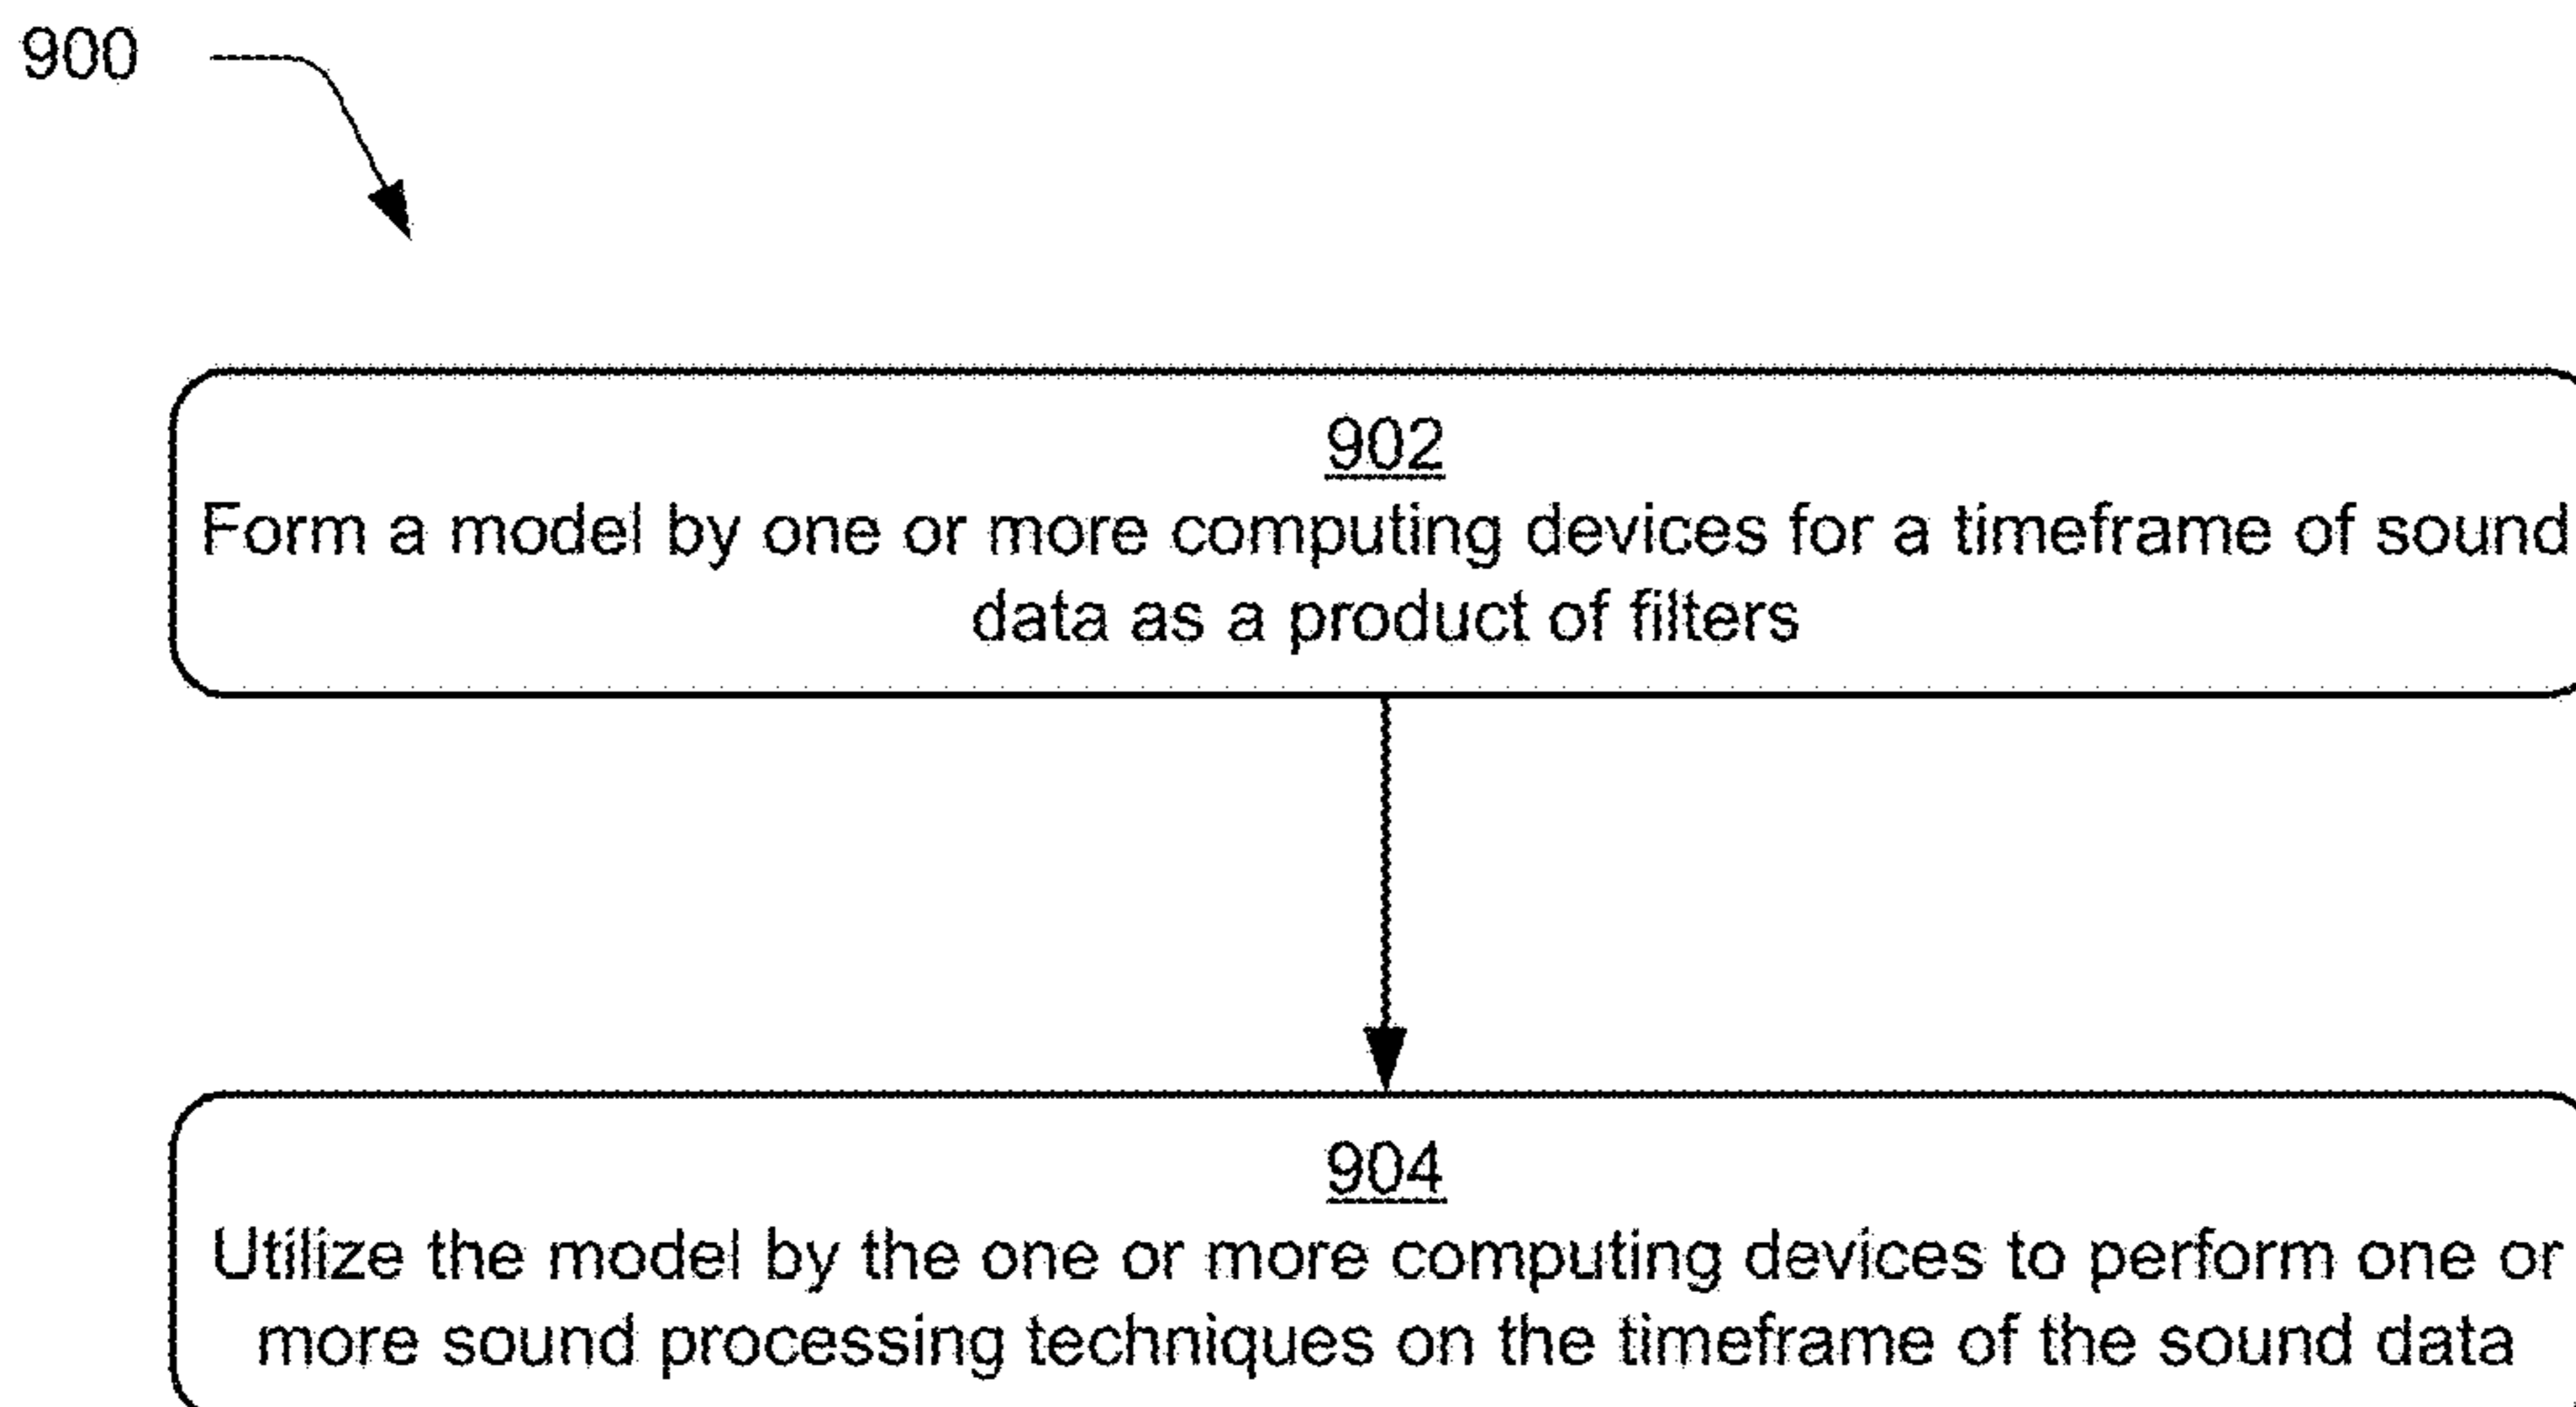 900
902
Form a model by one or more computing devices for a timeframe of sound
data as a product of filters
904
Utilize the model by the one or more computing devices to perform one or
more sound processing techniques on the timeframe of the sound data